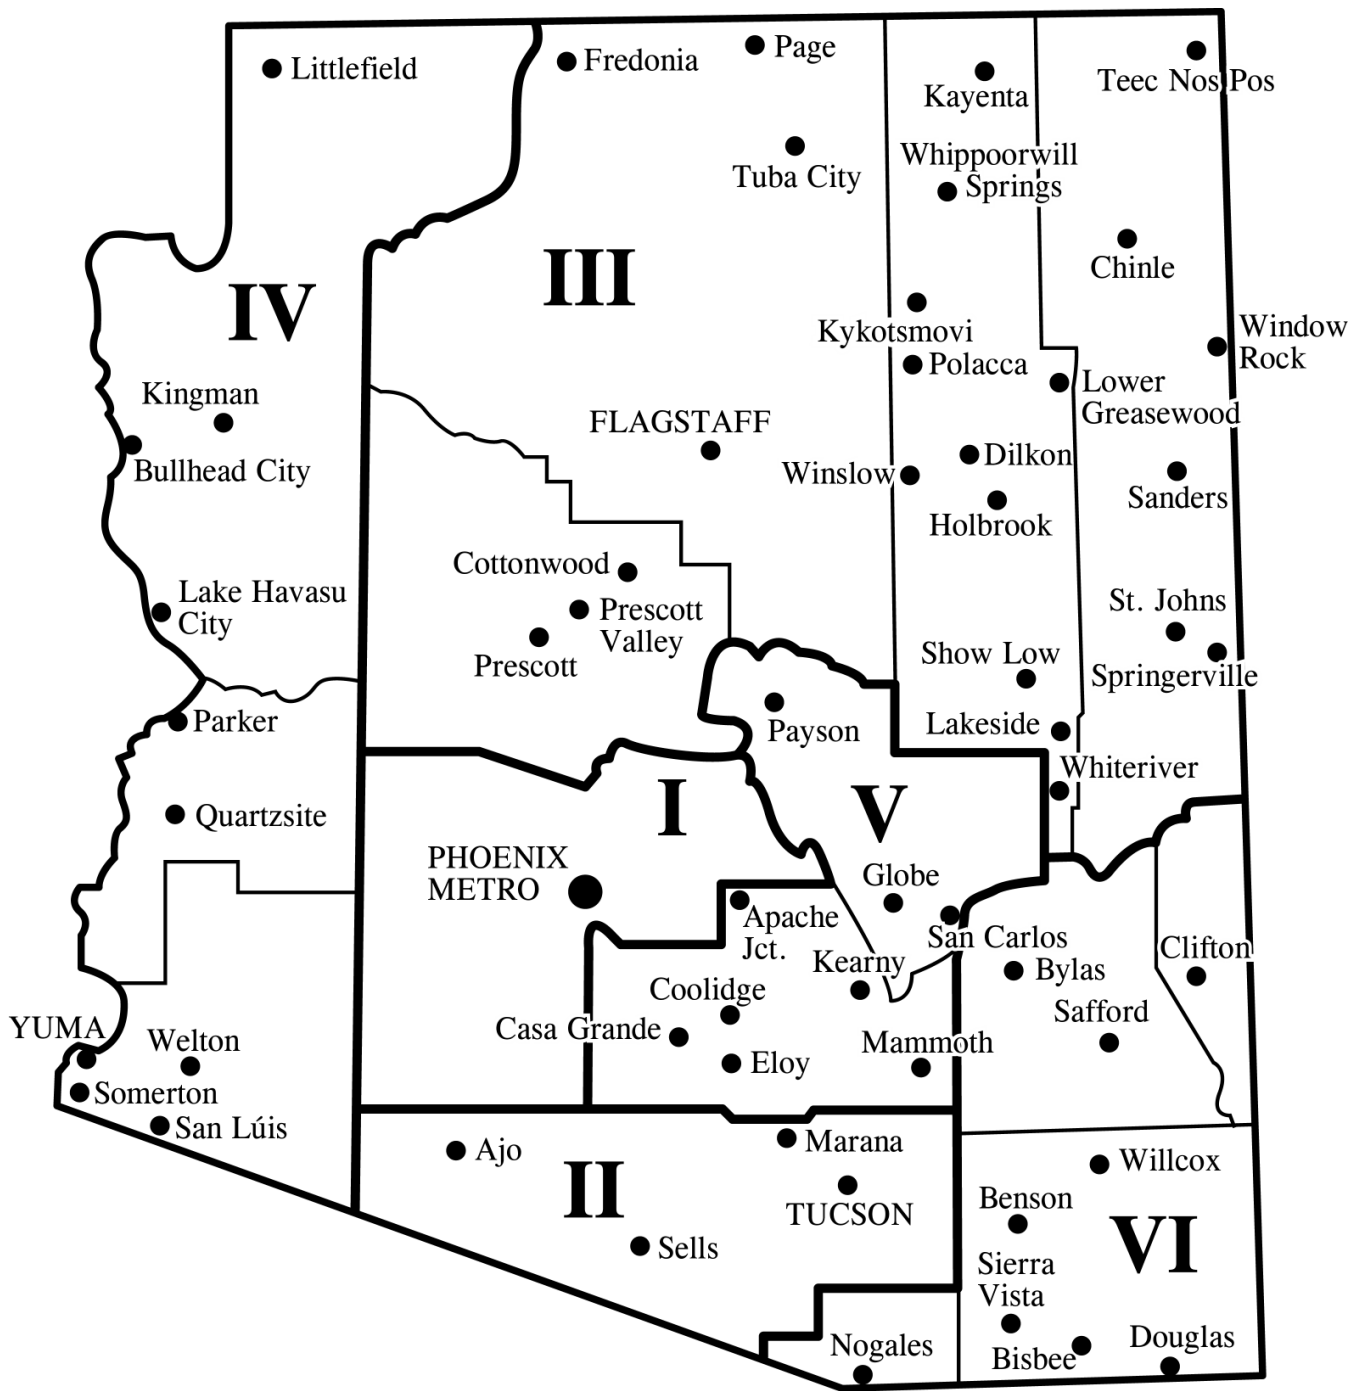 Littlefield
Fredonia
Page
Kayenta
Teec Nos Pos
Tuba City
Whippoorwill
Springs
Chinle
III
IV
Kykotsmovi
Window
Rock
Polacca
Lower
Greasewood
Kingman
Bullhead City
FLAGSTAFF
Winslow
Dilkon
Holbrook
Sanders
Cottonwood
Prescott
Valley
Prescott
Lake Havasu
City
St. Johns
Springerville
Show Low
Lakeside
Payson
Parker
Whiteriver
Quartzsite
I
V
PHOENIX
METRO
Globe
Apache
Jct.
San Carlos
Clifton
Kearny
Bylas
Coolidge
Safford
Casa Grande
Mammoth
Eloy
YUMA
Welton
Somerton
San Lúis
Ajo
II
Marana
TUCSON
Sells
Willcox
Benson
VI
Sierra
Vista
Nogales
Bisbee
Douglas